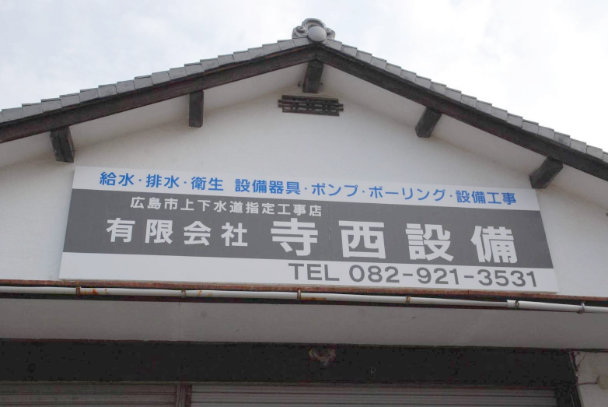 給水・排水・衛生 設備器具・ポンプ・ボーリング・設備工事
広島市上下水道指定工事店
有限会社 寺西設備
TEL 082-921-3531